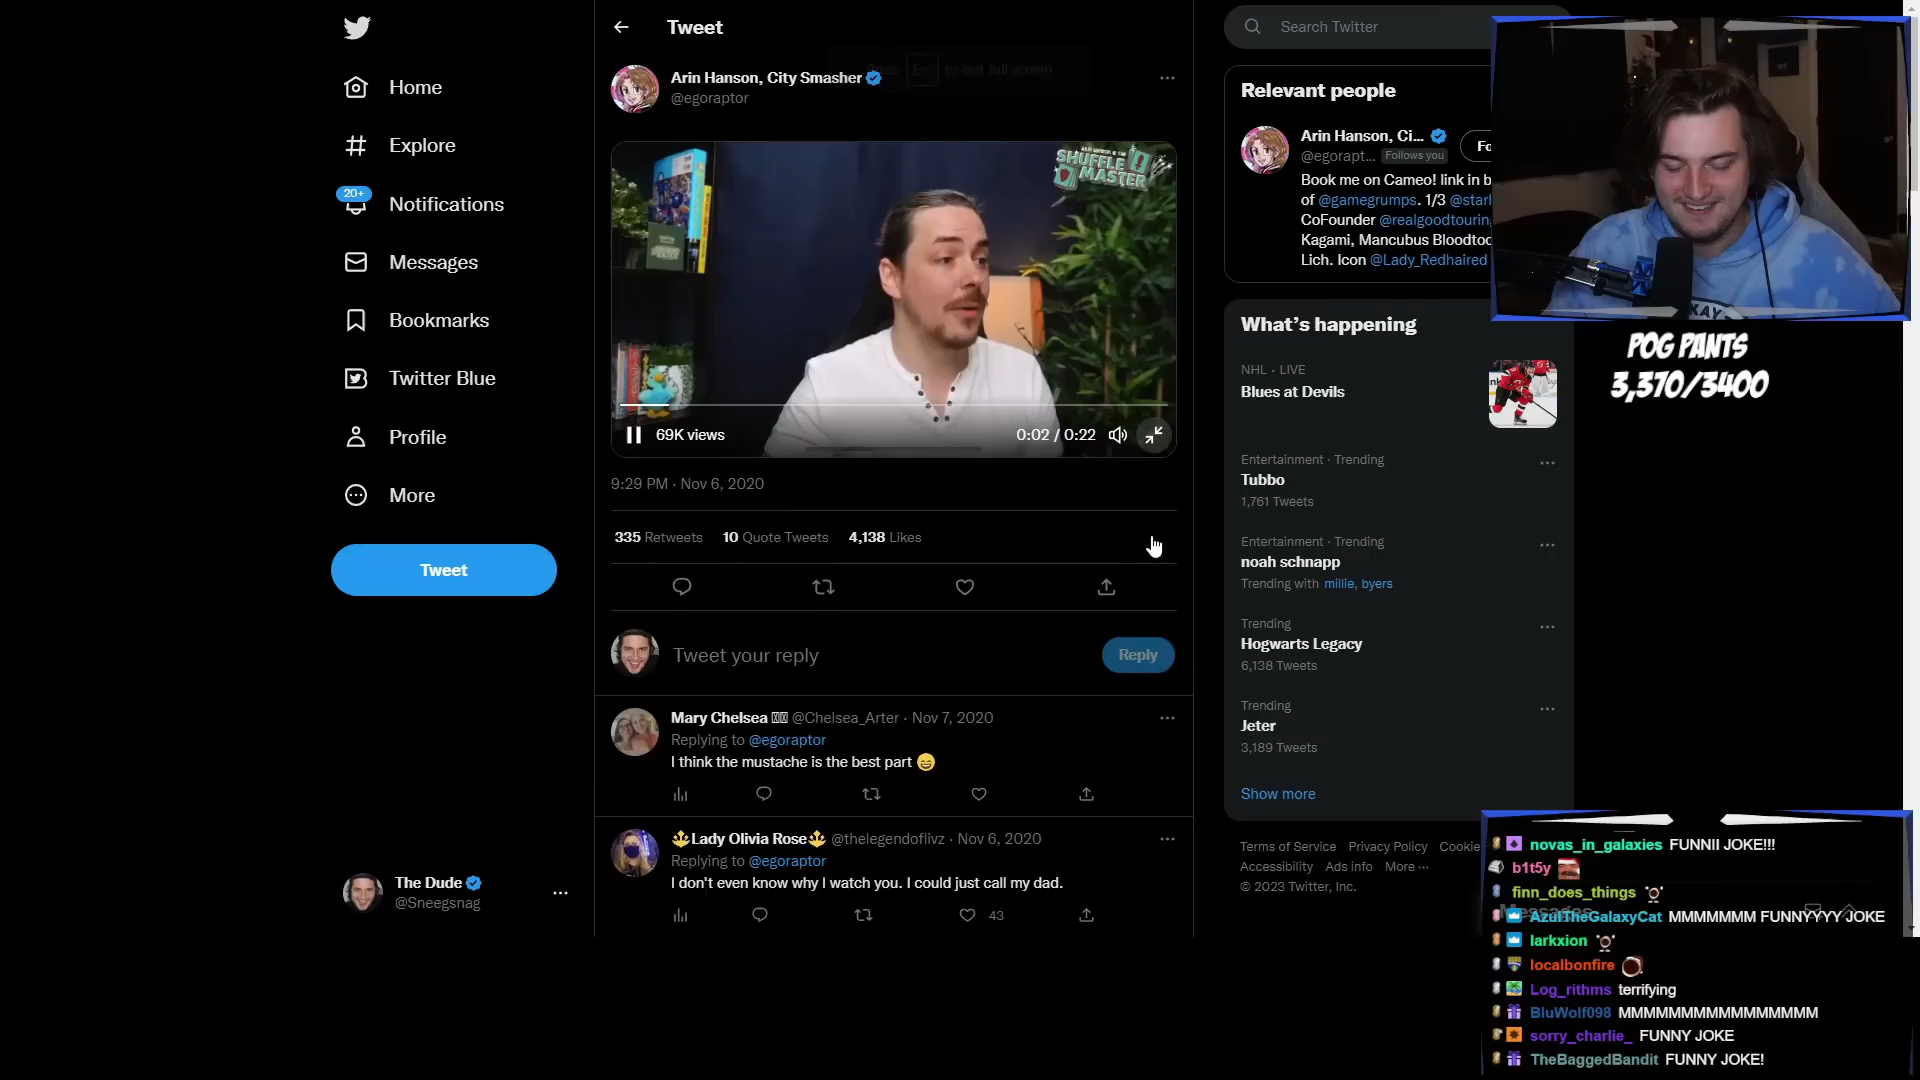 Home
Explore
20+
Notifications
Messages
Bookmarks
Twitter Blue
Profile
More
Tweet
The Dude
@Sneegsnag
Tweet
to exit full screen
Arin Hanson, City Smasher
@egoraptor
SHUFFLE
MASTER
69K views
0:02 / 0:22
9:29 PM · Nov 6, 2020
335 Retweets 10 Quote Tweets 4,138 Likes
Tweet your reply
Reply
Mary Chelsea @Chelsea_Arter · Nov 7, 2020
Replying to @egoraptor
I think the mustache is the best part 😄
Lady Olivia Rose @thelegendoflivz · Nov 6, 2020
Replying to @egoraptor
I don't even know why I watch you. I could just call my dad.
43
Search Twitter
Relevant people
Arin Hanson, Ci...
@egorapt... Follows you
Fo
Book me on Cameo! link in b
of @gamegrumps. 1/3 @starl
CoFounder @realgoodtouring
Kagami, Mancubus Bloodtoo
Lich. Icon @Lady_Redhaired
What's happening
NHL · LIVE
Blues at Devils
Entertainment · Trending
Tubbo
1,761 Tweets
Entertainment · Trending
noah schnapp
Trending with millie, byers
Trending
Hogwarts Legacy
6,138 Tweets
Trending
Jeter
3,189 Tweets
Show more
Terms of Service Privacy Policy Cookie
Accessibility Ads info More ...
© 2023 Twitter, Inc.
KAY
POG PANTS
3,370/3400
Messages
novas_in_galaxies FUNNII JOKE!!!
b1t5y
finn_does_things
AzulTheGalaxyCat MMMMMMM FUNNYYYY JOKE
larkxion
localbonfire
Log_rithms terrifying
BluWolf098 MMMMMMMMMMMMMMMM
sorry_charlie_ FUNNY JOKE
TheBaggedBandit FUNNY JOKE!